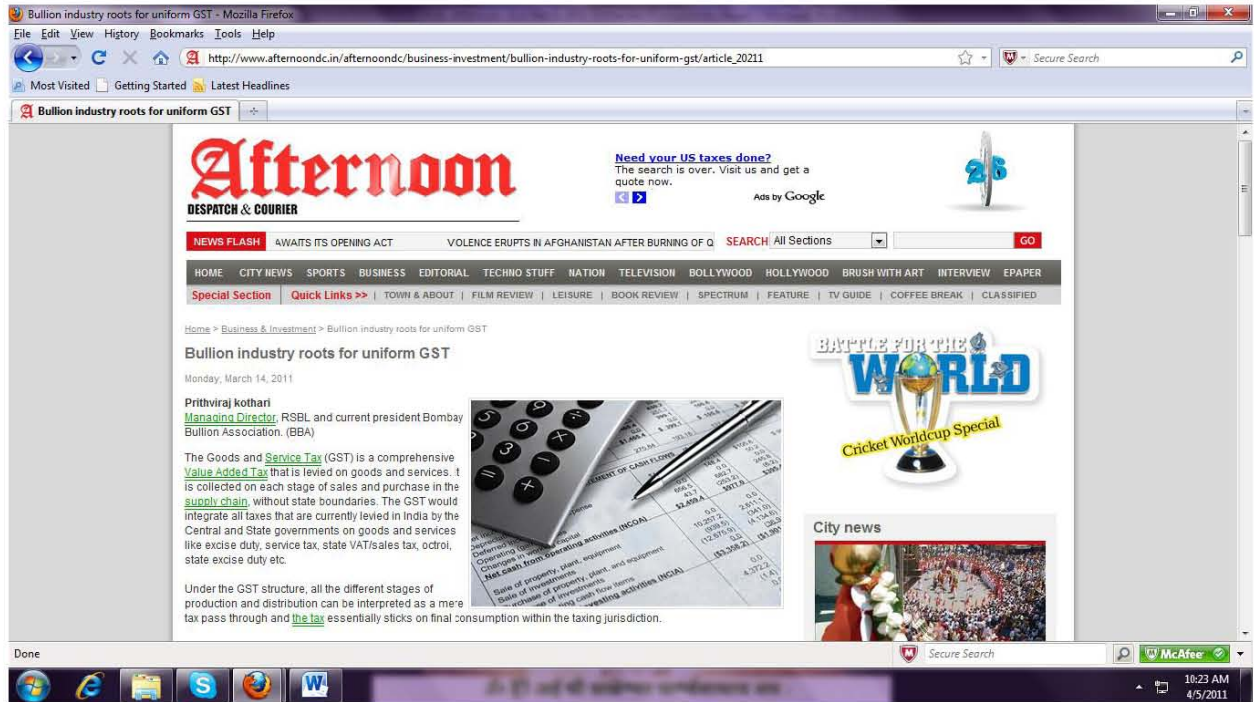 Bullion industry roots for uniform GST - Mozilla Firefox
File Edit View History Bookmarks Tools Help
http://www.afternoondc.in/afternoondc/business-investment/bullion-industry-roots-for-uniform-gst/article_20211
Secure Search
Most Visited Getting Started Latest Headlines
Bullion industry roots for uniform GST
Afternoon
DESPATCH & COURIER
Need your US taxes done?
The search is over. Visit us and get a
quote now.
Ads by Google
26
NEWS FLASH AWAITS ITS OPENING ACT VOLENCE ERUPTS IN AFGHANISTAN AFTER BURNING OF Q SEARCH All Sections GO
HOME CITY NEWS SPORTS BUSINESS EDITORIAL TECHNO STUFF NATION TELEVISION BOLLYWOOD HOLLYWOOD BRUSH WITH ART INTERVIEW EPAPER
Special Section Quick Links >> | TOWN & ABOUT | FILM REVIEW | LEISURE | BOOK REVIEW | SPECTRUM | FEATURE | TV GUIDE | COFFEE BREAK | CLASSIFIED
Home > Business & Investment > Bullion industry roots for uniform GST
Bullion industry roots for uniform GST
Monday, March 14, 2011
Prithviraj kothari
Managing Director, RSBL and current president Bombay
Bullion Association. (BBA)
The Goods and Service Tax (GST) is a comprehensive
Value Added Tax that is levied on goods and services. It
is collected on each stage of sales and purchase in the
supply chain, without state boundaries. The GST would
integrate all taxes that are currently levied in India by the
Central and State governments on goods and services
like excise duty, service tax, state VAT/sales tax, octroi,
state excise duty etc.
Under the GST structure, all the different stages of
production and distribution can be interpreted as a mere
tax pass through and the tax essentially sticks on final consumption within the taxing jurisdiction.
BATTLE FOR THE
WORLD
Cricket Worldcup Special
City news
Done
Secure Search
McAfee
10:23 AM
4/5/2011